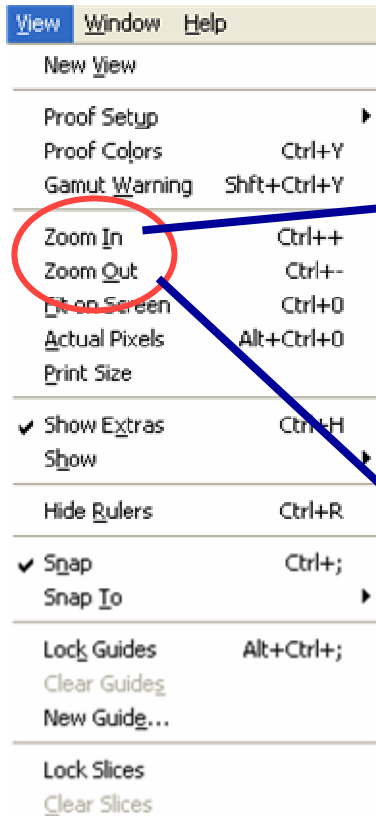 View Window Help
New View
Proof Setup
Proof Colors Ctrl+Y
Gamut Warning Shft+Ctrl+Y
Zoom In Ctrl++
Zoom Out Ctrl+-
Fit on Screen Ctrl+0
Actual Pixels Alt+Ctrl+0
Print Size
Show Extras Ctrl+H
Show
Hide Rulers Ctrl+R
Snap Ctrl+;
Snap To
Lock Guides Alt+Ctrl+;
Clear Guides
New Guide...
Lock Slices
Clear Slices